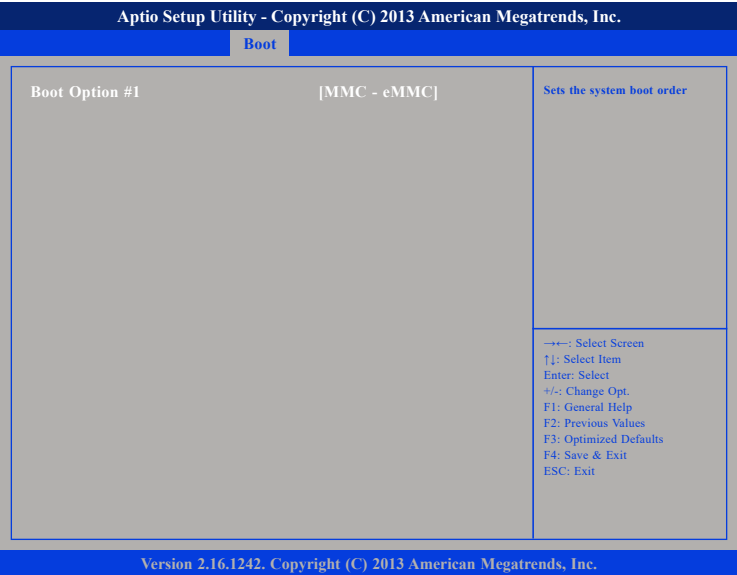 Aptio Setup Utility - Copyright (C) 2013 American Megatrends, Inc.
Boot
Boot Option #1 [MMC - eMMC]
Sets the system boot order
→←: Select Screen
↑↓: Select Item
Enter: Select
+/-: Change Opt.
F1: General Help
F2: Previous Values
F3: Optimized Defaults
F4: Save & Exit
ESC: Exit
Version 2.16.1242. Copyright (C) 2013 American Megatrends, Inc.